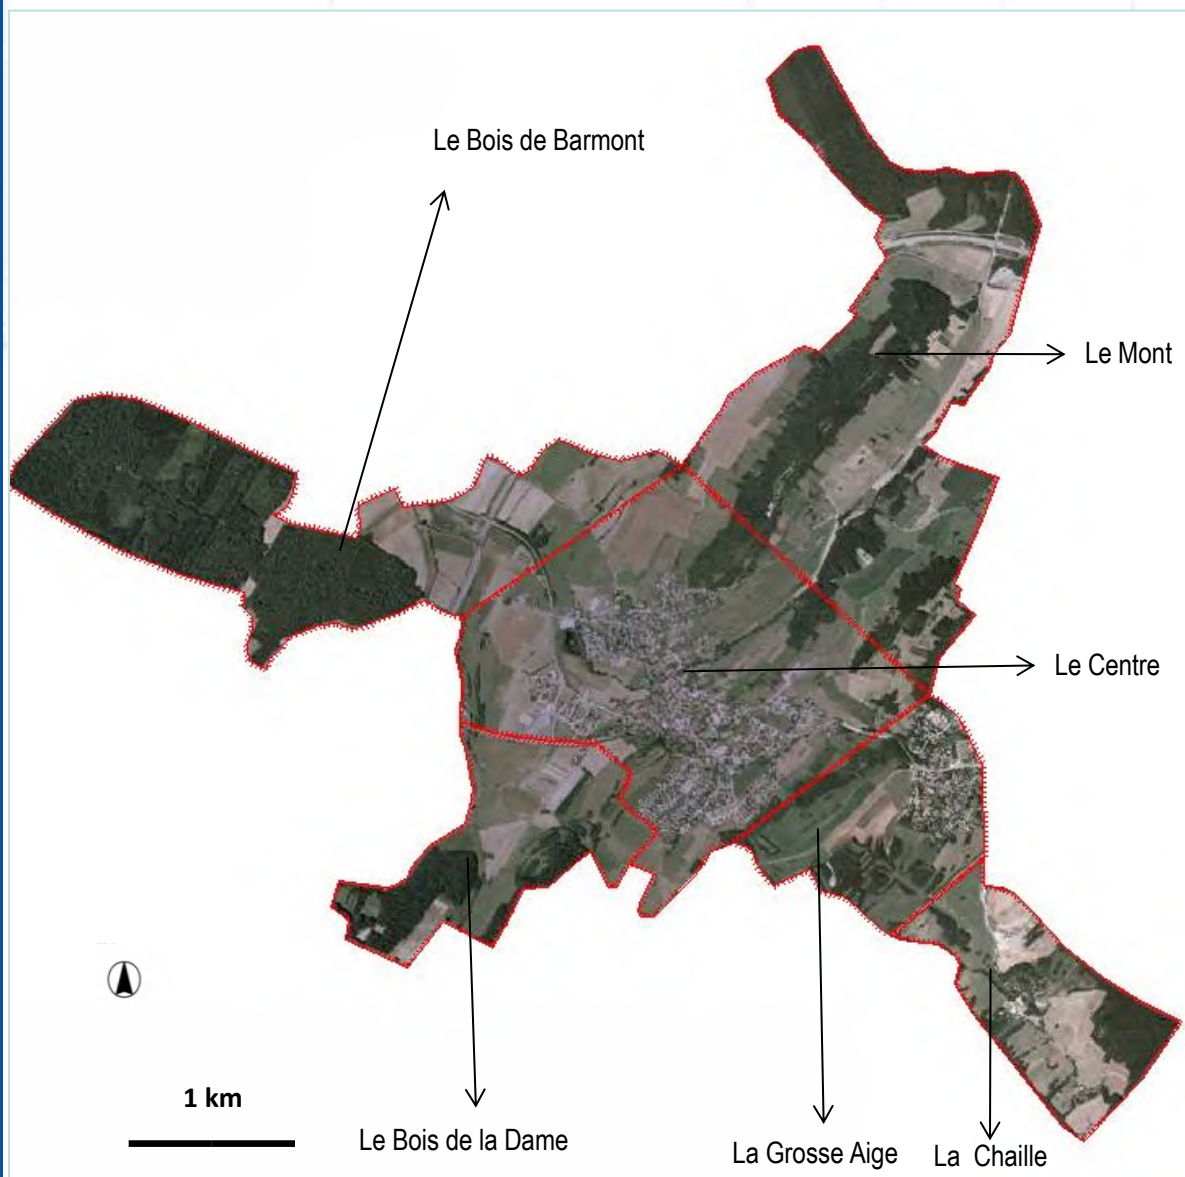 Le Bois de Barmont
Le Mont
Le Centre
1 km
Le Bois de la Dame
La Grosse Aige
La Chaille